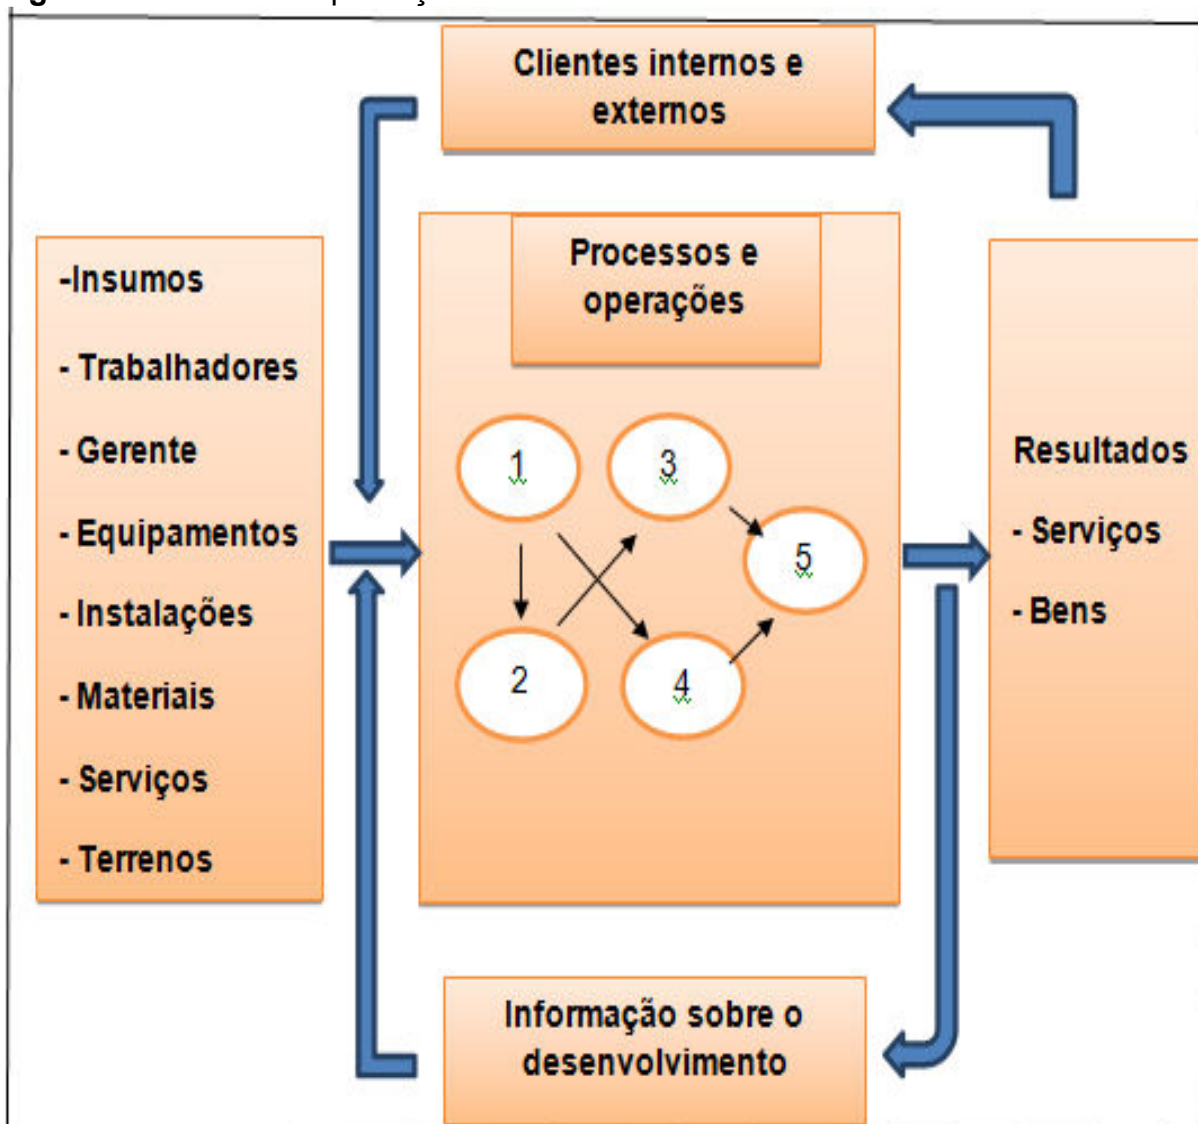 Clientes internos e
externos
-Insumos
- Trabalhadores
- Gerente
- Equipamentos
- Instalações
- Materiais
- Serviços
- Terrenos
Processos e
operações
1
3
5
2
4
Resultados
- Serviços
- Bens
Informação sobre o
desenvolvimento